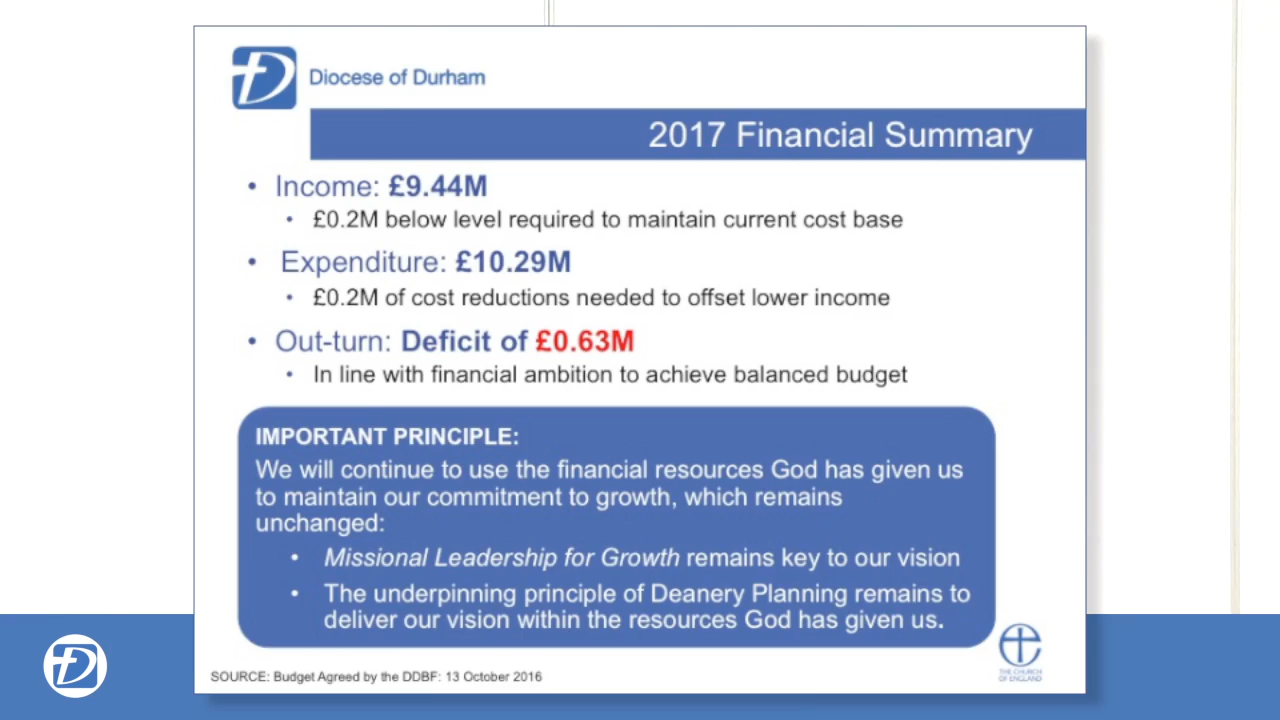 Diocese of Durham
2017 Financial Summary
• Income: £9.44M
• £0.2M below level required to maintain current cost base
• Expenditure: £10.29M
• £0.2M of cost reductions needed to offset lower income
• Out-turn: Deficit of £0.63M
• In line with financial ambition to achieve balanced budget
IMPORTANT PRINCIPLE:
We will continue to use the financial resources God has given us
to maintain our commitment to growth, which remains
unchanged:
• Missional Leadership for Growth remains key to our vision
• The underpinning principle of Deanery Planning remains to
deliver our vision within the resources God has given us.
THE CHURCH
OF ENGLAND
SOURCE: Budget Agreed by the DDBF: 13 October 2016